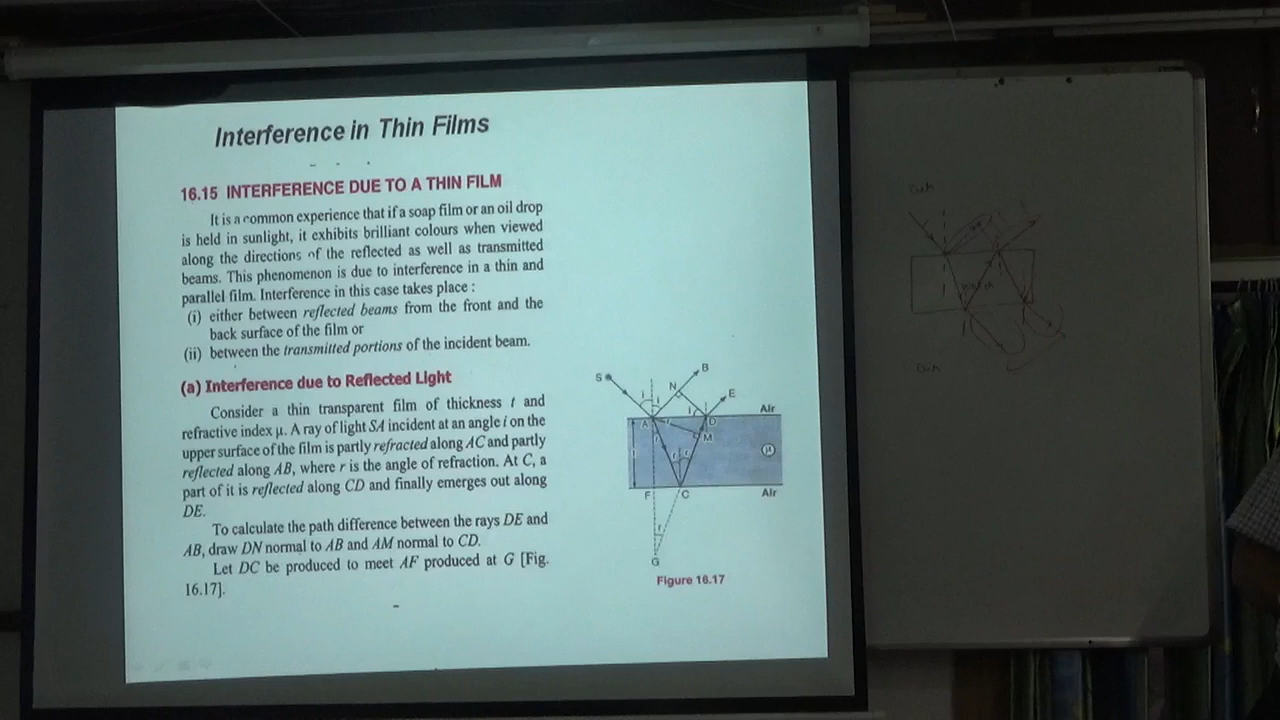 Interference in Thin Films
16.15 INTERFERENCE DUE TO A THIN FILM
It is a common experience that if a soap film or an oil drop
is held in sunlight, it exhibits brilliant colours when viewed
along the directions of the reflected as well as transmitted
beams. This phenomenon is due to interference in a thin and
parallel film. Interference in this case takes place :
(i) either between reflected beams from the front and the
back surface of the film or
(ii) between the transmitted portions of the incident beam.
(a) Interference due to Reflected Light
Consider a thin transparent film of thickness t and
refractive index μ. A ray of light SA incident at an angle i on the
upper surface of the film is partly refracted along AC and partly
reflected along AB, where r is the angle of refraction. At C, a
part of it is reflected along CD and finally emerges out along
DE.
To calculate the path difference between the rays DE and
AB, draw DN normal to AB and AM normal to CD.
Let DC be produced to meet AF produced at G [Fig.
16.17].
S
B
N
E
i
i
i
Air
A
D
r
M
r
r
r
t
μ
F
C
Air
r
G
Figure 16.17